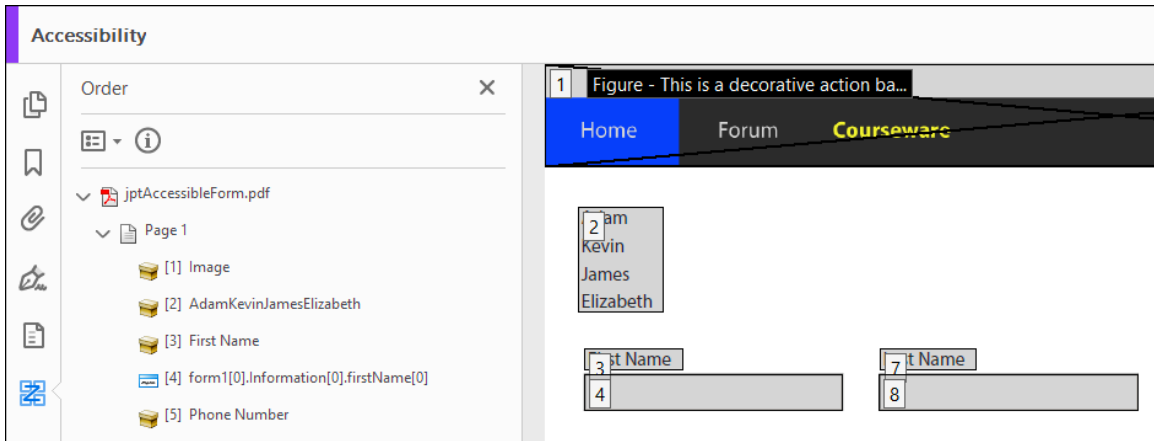 Accessibility
Order
jptAccessibleForm.pdf
Page 1
[1] Image
[2] AdamKevinJamesElizabeth
[3] First Name
[4] form1[0].Information[0].firstName[0]
[5] Phone Number
1 Figure - This is a decorative action ba...
Home Forum Courseware
2
Kevin
James
Elizabeth
3 Name 7 Name
4 8